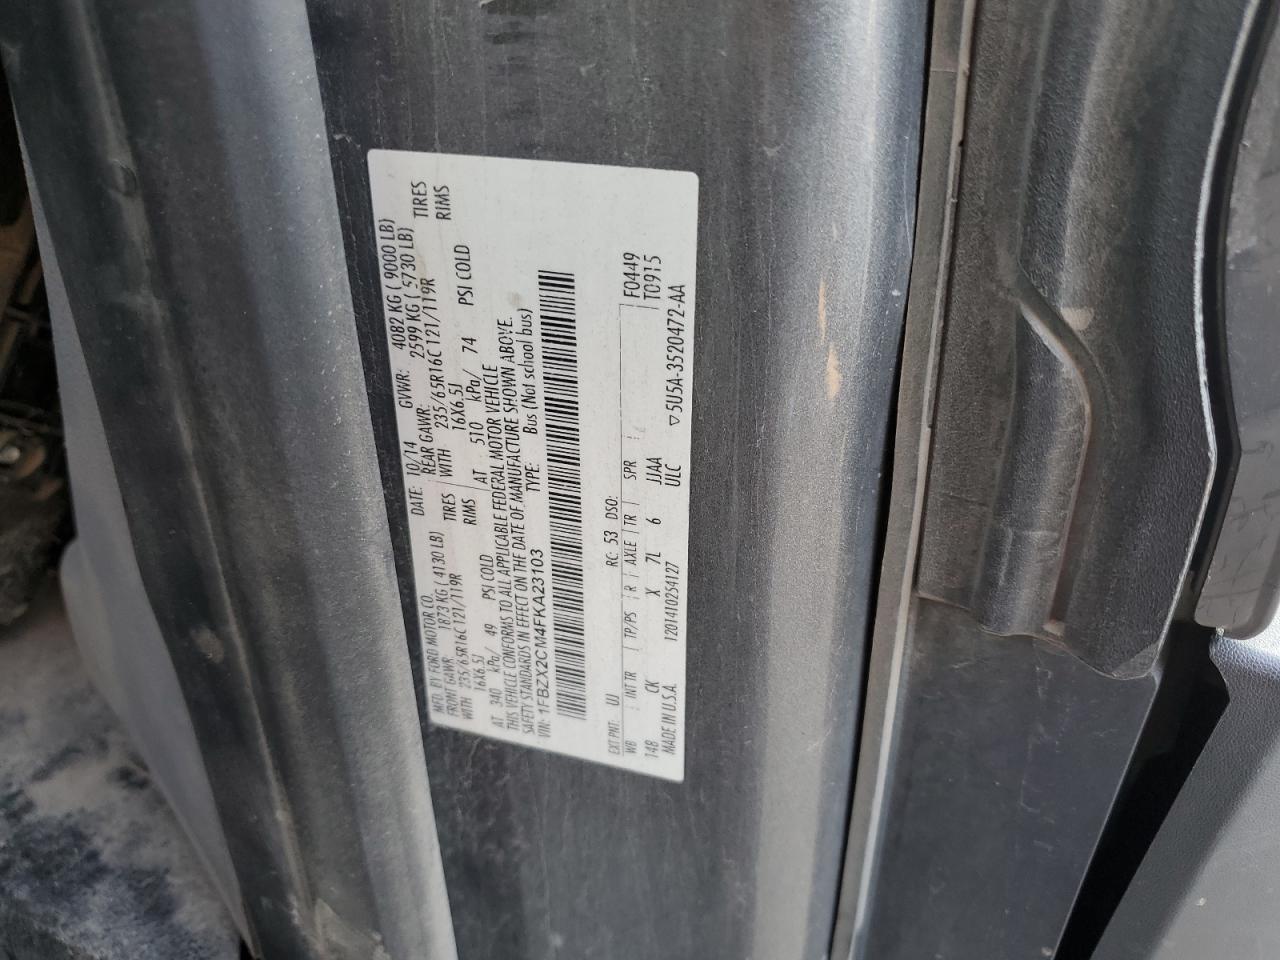 MFD. BY FORD MOTOR CO. DATE: 10/14 GVWR: 4082 KG ( 9000 LB)
FRONT GAWR: 1873 KG ( 4130 LB) REAR GAWR: 2599 KG ( 5730 LB)
WITH 235/65R16C 121/119R TIRES WITH 235/65R16C 121/119R TIRES
16X6.5J RIMS 16X6.5J RIMS
AT 340 kPa/ 49 PSI COLD AT 510 kPa/ 74 PSI COLD
THIS VEHICLE CONFORMS TO ALL APPLICABLE FEDERAL MOTOR VEHICLE
SAFETY STANDARDS IN EFFECT ON THE DATE OF MANUFACTURE SHOWN ABOVE.
VIN: 1FBZX2CM4FKA23103 TYPE: Bus (Not school bus)
EXT PNT: UJ RC: 53 DSO: F0449
WB INT TR TP/PS R AXLE TR SPR T0915
148 CK X 7L 6 JJAA
MADE IN U.S.A. 1201410254127 ULC ▽5U5A-3520472-AA